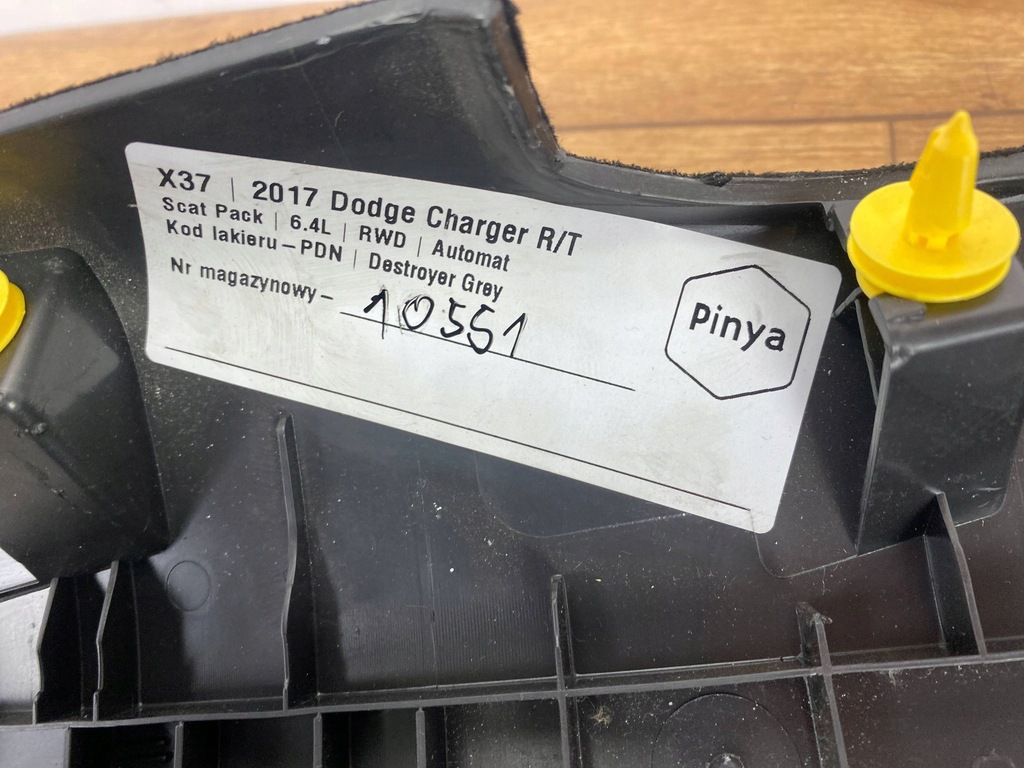 X37 | 2017 Dodge Charger R/T
Scat Pack | 6.4L | RWD | Automat
Kod lakieru – PDN | Destroyer Grey
Nr magazynowy – 10551
Pinya